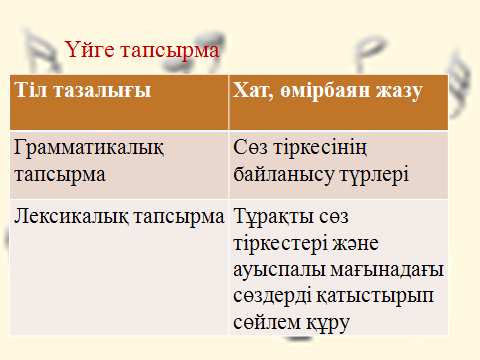 Үйге тапсырма
Тіл тазалығы
Хат, өмірбаян жазу
Грамматикалық
тапсырма
Сөз тіркесінің
байланысу түрлері
Лексикалық тапсырма
Тұрақты сөз
тіркестері және
ауыспалы мағынадағы
сөздерді қатыстырып
сөйлем құру